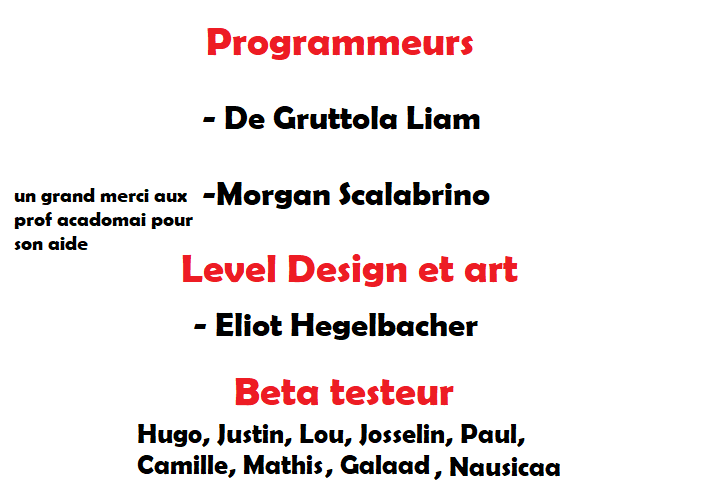 Programmeurs
- De Gruttola Liam
-Morgan Scalabrino
un grand merci aux
prof acadomai pour
son aide
Level Design et art
- Eliot Hegelbacher
Beta testeur
Hugo, Justin, Lou, Josselin, Paul,
Camille, Mathis, Galaad, Nausicaa